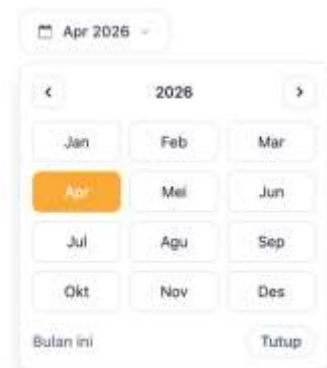 Apr 2026
2026
Jan Feb Mar
Apr Mei Jun
Jul Agu Sep
Okt Nov Des
Bulan ini Tutup